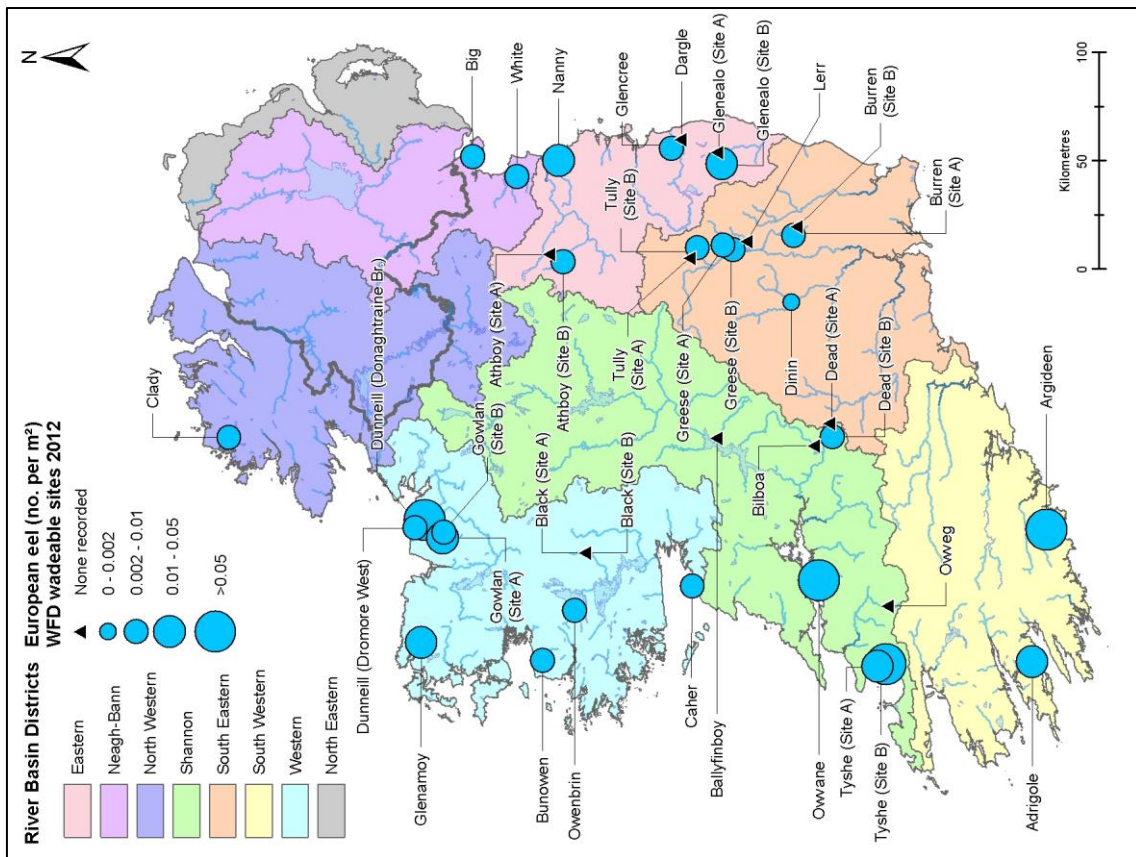 River Basin Districts
Eastern
Neagh-Bann
North Western
Shannon
South Eastern
South Western
Western
North Eastern
European eel (no. per m²)
WFD wadeable sites 2012
None recorded
0 - 0.002
0.002 - 0.01
0.01 - 0.05
>0.05
N
Clady
Dunneill (Donaghtraine Br.)
Dunneill (Dromore West)
Gowlan
(Site B)
Gowlan
(Site A)
Glenamoy
Bunowen
Owenbrin
Black (Site A)
Black (Site B)
Caher
Ballyfinboy
Owvane
Tyshe (Site A)
Tyshe (Site B)
Adrigole
Argideen
Owveg
Bilboa
Dead (Site A)
Dead (Site B)
Dinin
Athboy (Site A)
Athboy (Site B)
Tully
(Site A)
Tully
(Site B)
Greese (Site A)
Greese (Site B)
Big
White
Nanny
Glencree
Dargle
Glenealo (Site A)
Glenealo (Site B)
Lerr
Burren
(Site B)
Burren
(Site A)
0
50
100
Kilometres